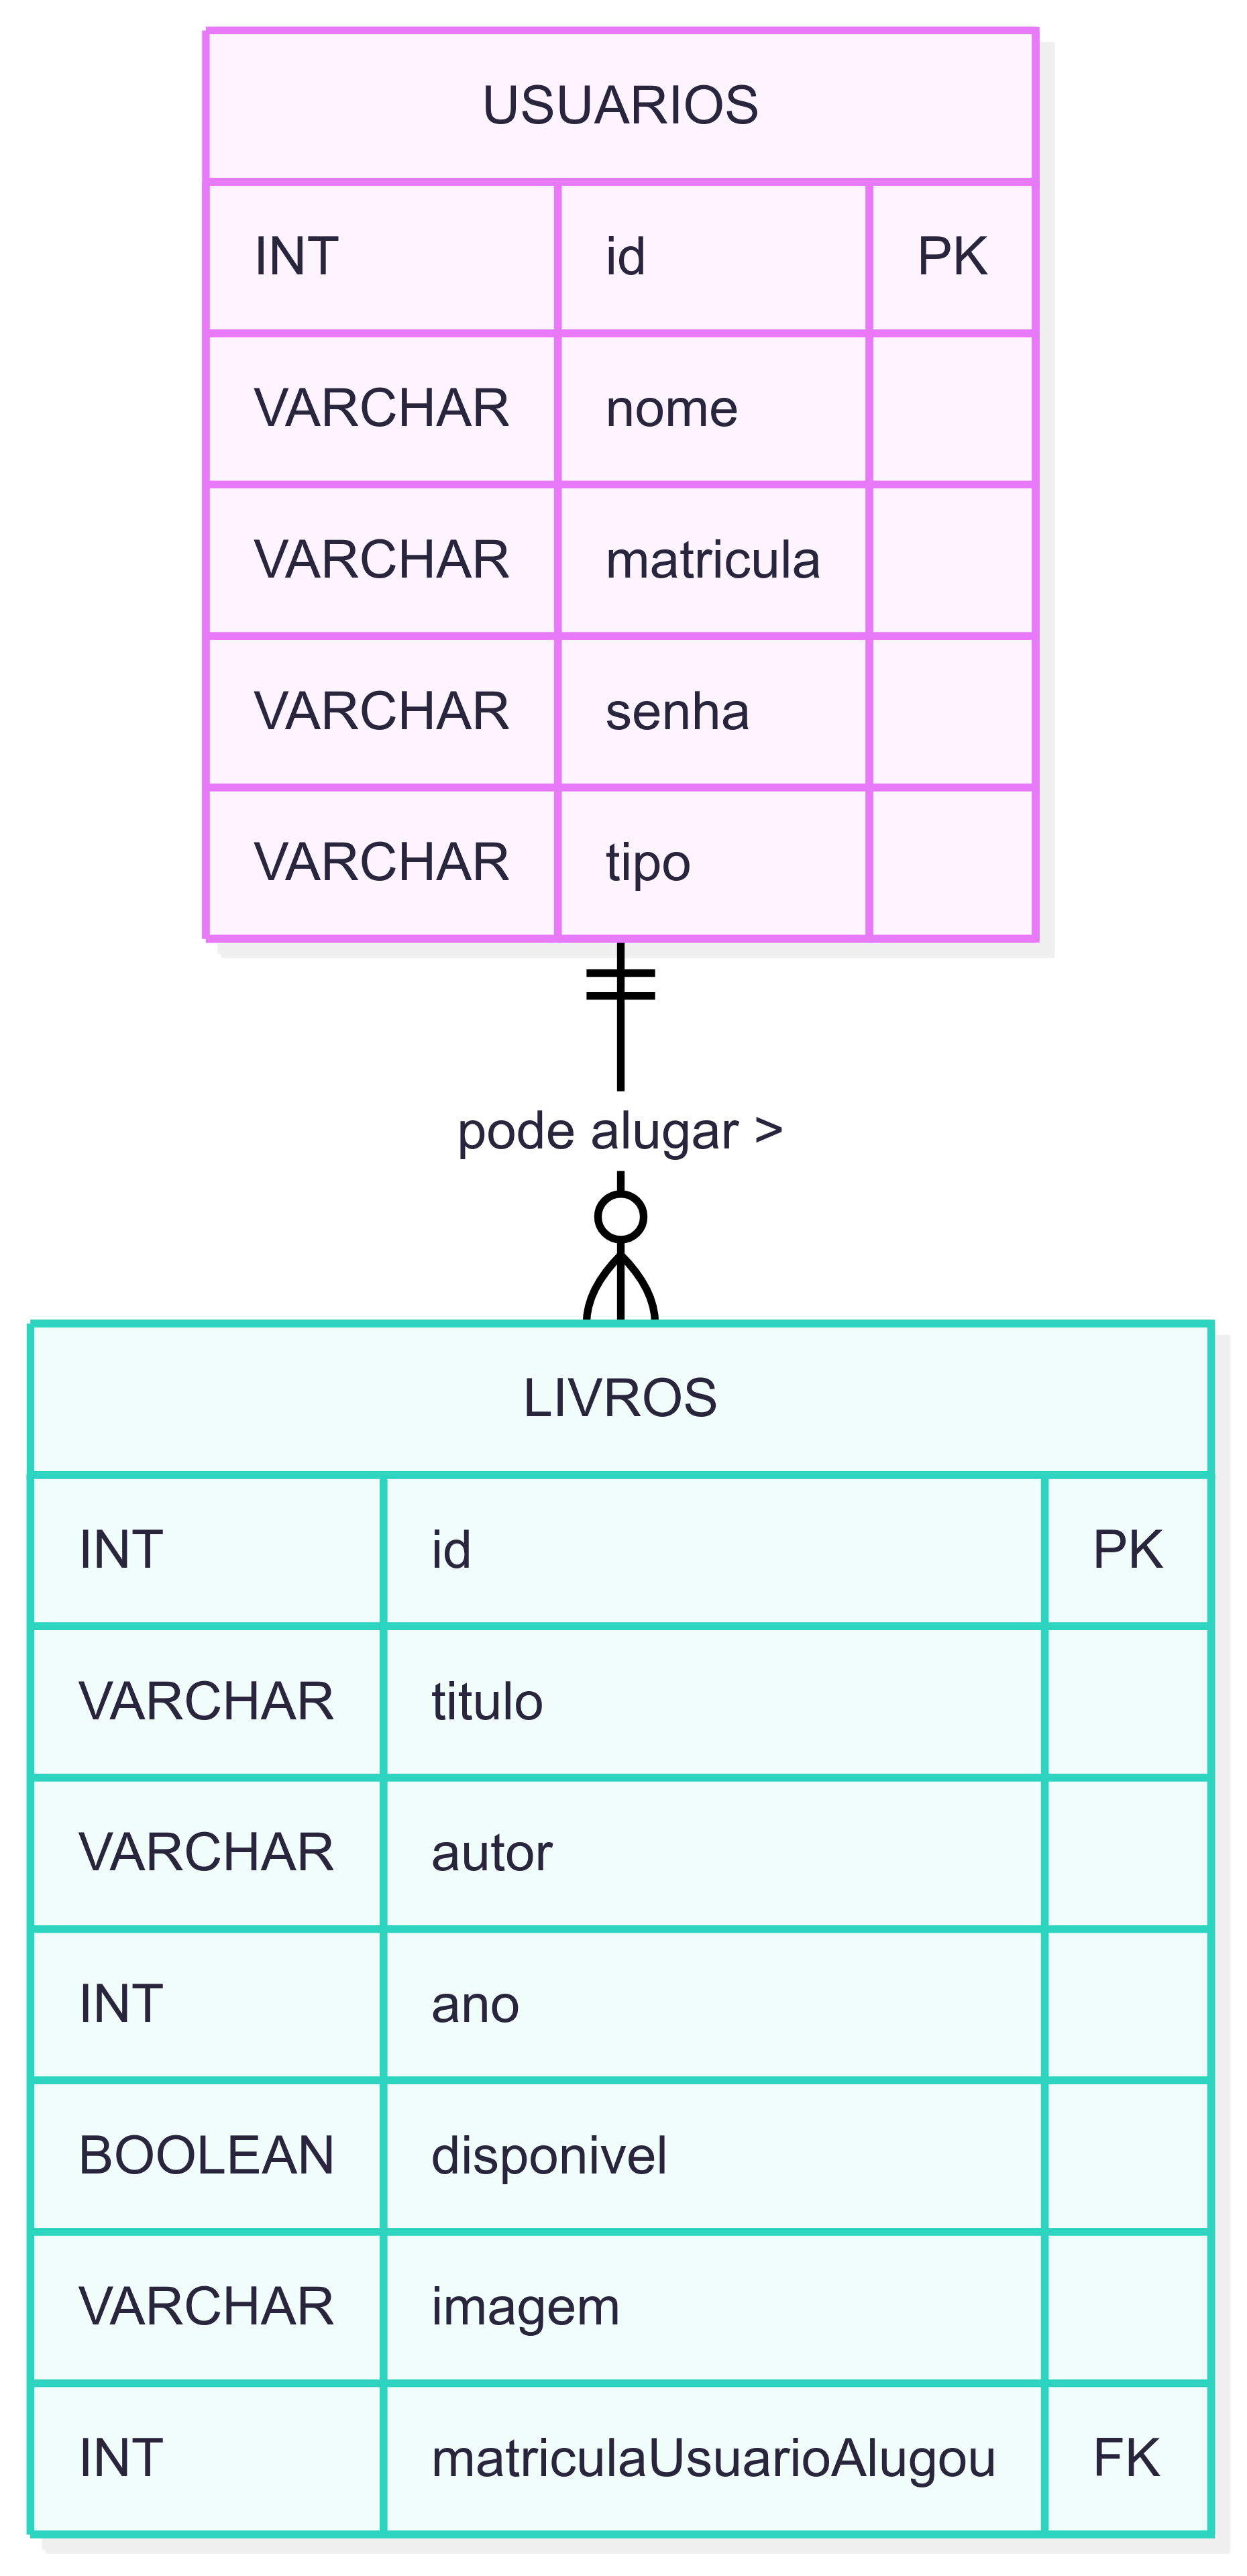 USUARIOS
INT id PK
VARCHAR nome
VARCHAR matricula
VARCHAR senha
VARCHAR tipo
pode alugar >
LIVROS
INT id PK
VARCHAR titulo
VARCHAR autor
INT ano
BOOLEAN disponivel
VARCHAR imagem
INT matriculaUsuarioAlugou FK